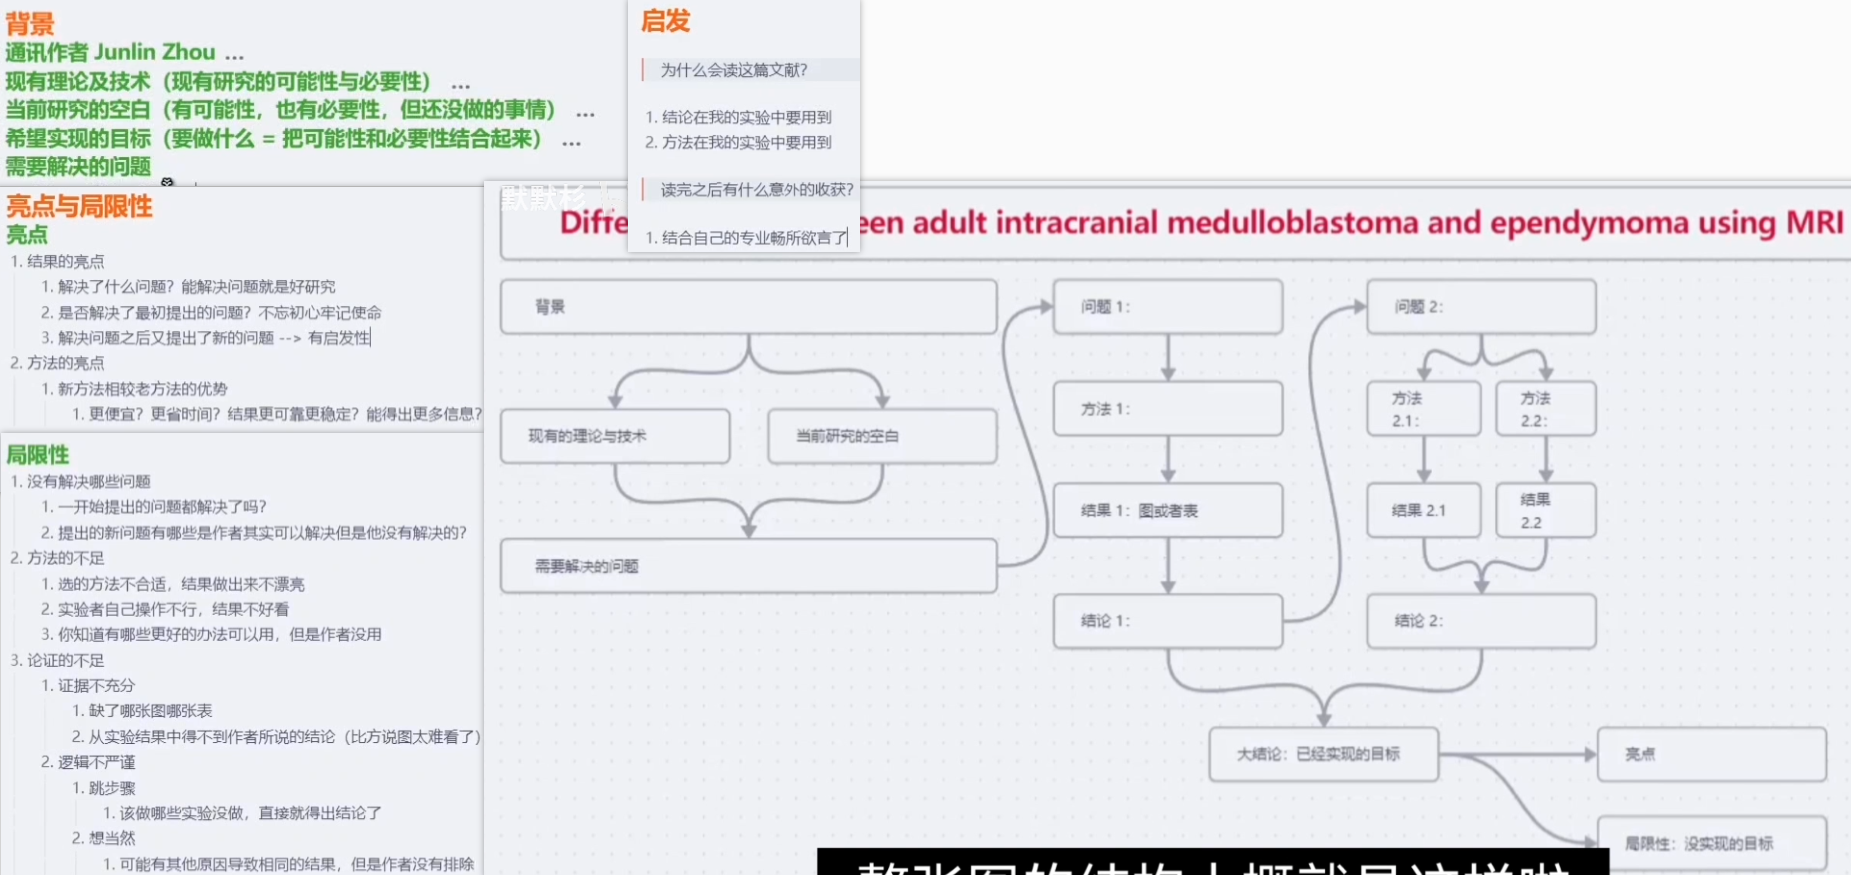 背景
通讯作者 Junlin Zhou ...
现有理论及技术（现有研究的可能性与必要性） ...
当前研究的空白（有可能性，也有必要性，但还没做的事情） ...
希望实现的目标（要做什么 = 把可能性和必要性结合起来） ...
需要解决的问题
启发
为什么会读这篇文献？
1. 结论在我的实验中要用到
2. 方法在我的实验中要用到
读完之后有什么意外的收获？
1. 结合自己的专业畅所欲言了
亮点与局限性
亮点
1. 结果的亮点
1. 解决了什么问题？能解决问题就是好研究
2. 是否解决了最初提出的问题？不忘初心牢记使命
3. 解决问题之后又提出了新的问题 --> 有启发性
2. 方法的亮点
1. 新方法相较老方法的优势
1. 更便宜？更省时间？结果更可靠更稳定？能得出更多信息？
局限性
1. 没有解决哪些问题
1. 一开始提出的问题都解决了吗？
2. 提出的新问题有哪些是作者其实可以解决但是他没有解决的？
2. 方法的不足
1. 选的方法不合适，结果做出来不漂亮
2. 实验者自己操作不行，结果不好看
3. 你知道有哪些更好的办法可以用，但是作者没用
3. 论证的不足
1. 证据不充分
1. 缺了哪张图哪张表
2. 从实验结果中得不到作者所说的结论（比方说图太难看了）
2. 逻辑不严谨
1. 跳步骤
1. 该做哪些实验没做，直接就得出结论了
2. 想当然
1. 可能有其他原因导致相同的结果，但是作者没有排除
默默杉
Diffe een adult intracranial medulloblastoma and ependymoma using MRI
背景
现有的理论与技术
当前研究的空白
需要解决的问题
问题 1：
方法 1：
结果 1：图或者表
结论 1：
问题 2：
方法
2.1：
方法
2.2：
结果 2.1
结果
2.2
结论 2：
大结论：已经实现的目标
亮点
局限性：没实现的目标
整张图的结构大概就是这样啦